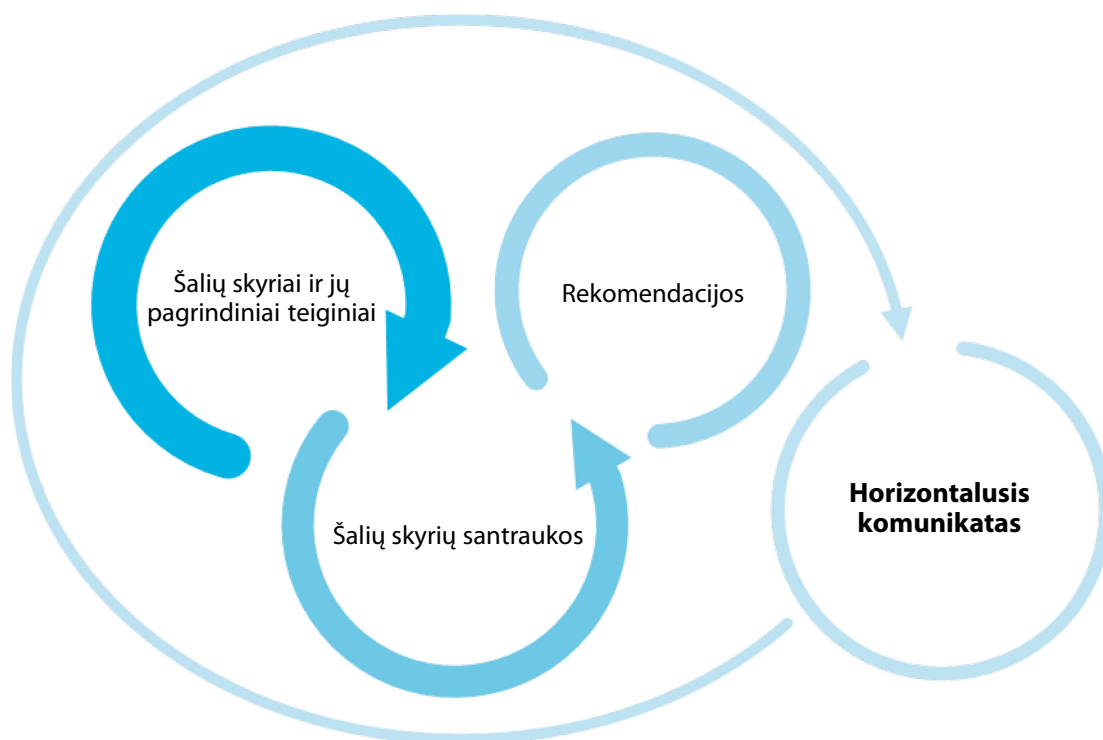 Šalių skyriai ir jų
pagrindiniai teiginiai
Rekomendacijos
Šalių skyrių santraukos
Horizontalusis
komunikatas